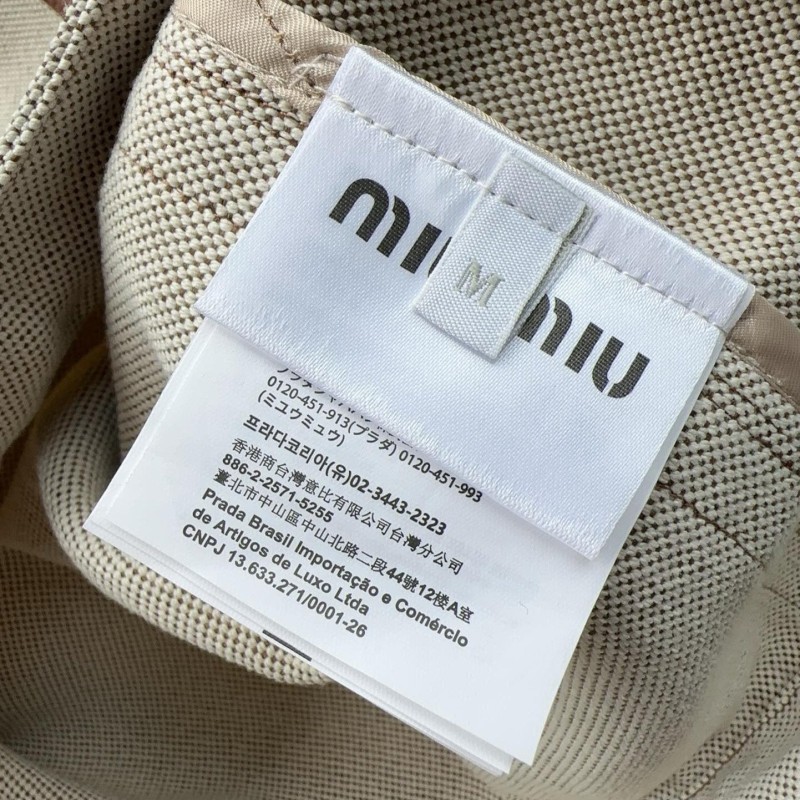 miu miu
M
0120-451-913(プラダ) 0120-451-993
(ミユウミュウ)
프라다코리아(유)02-3443-2323
香港商台灣意比有限公司台灣分公司
886-2-2571-5255
臺北市中山區中山北路二段44號12楼A室
Prada Brasil Importação e Comércio
de Artigos de Luxo Ltda
CNPJ 13.633.271/0001-26